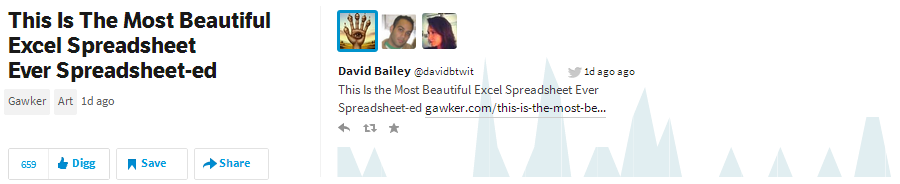 This Is The Most Beautiful
Excel Spreadsheet
Ever Spreadsheet-ed
Gawker Art 1d ago
659 Digg Save Share
David Bailey @davidbtwit 1d ago ago
This Is the Most Beautiful Excel Spreadsheet Ever
Spreadsheet-ed gawker.com/this-is-the-most-be...